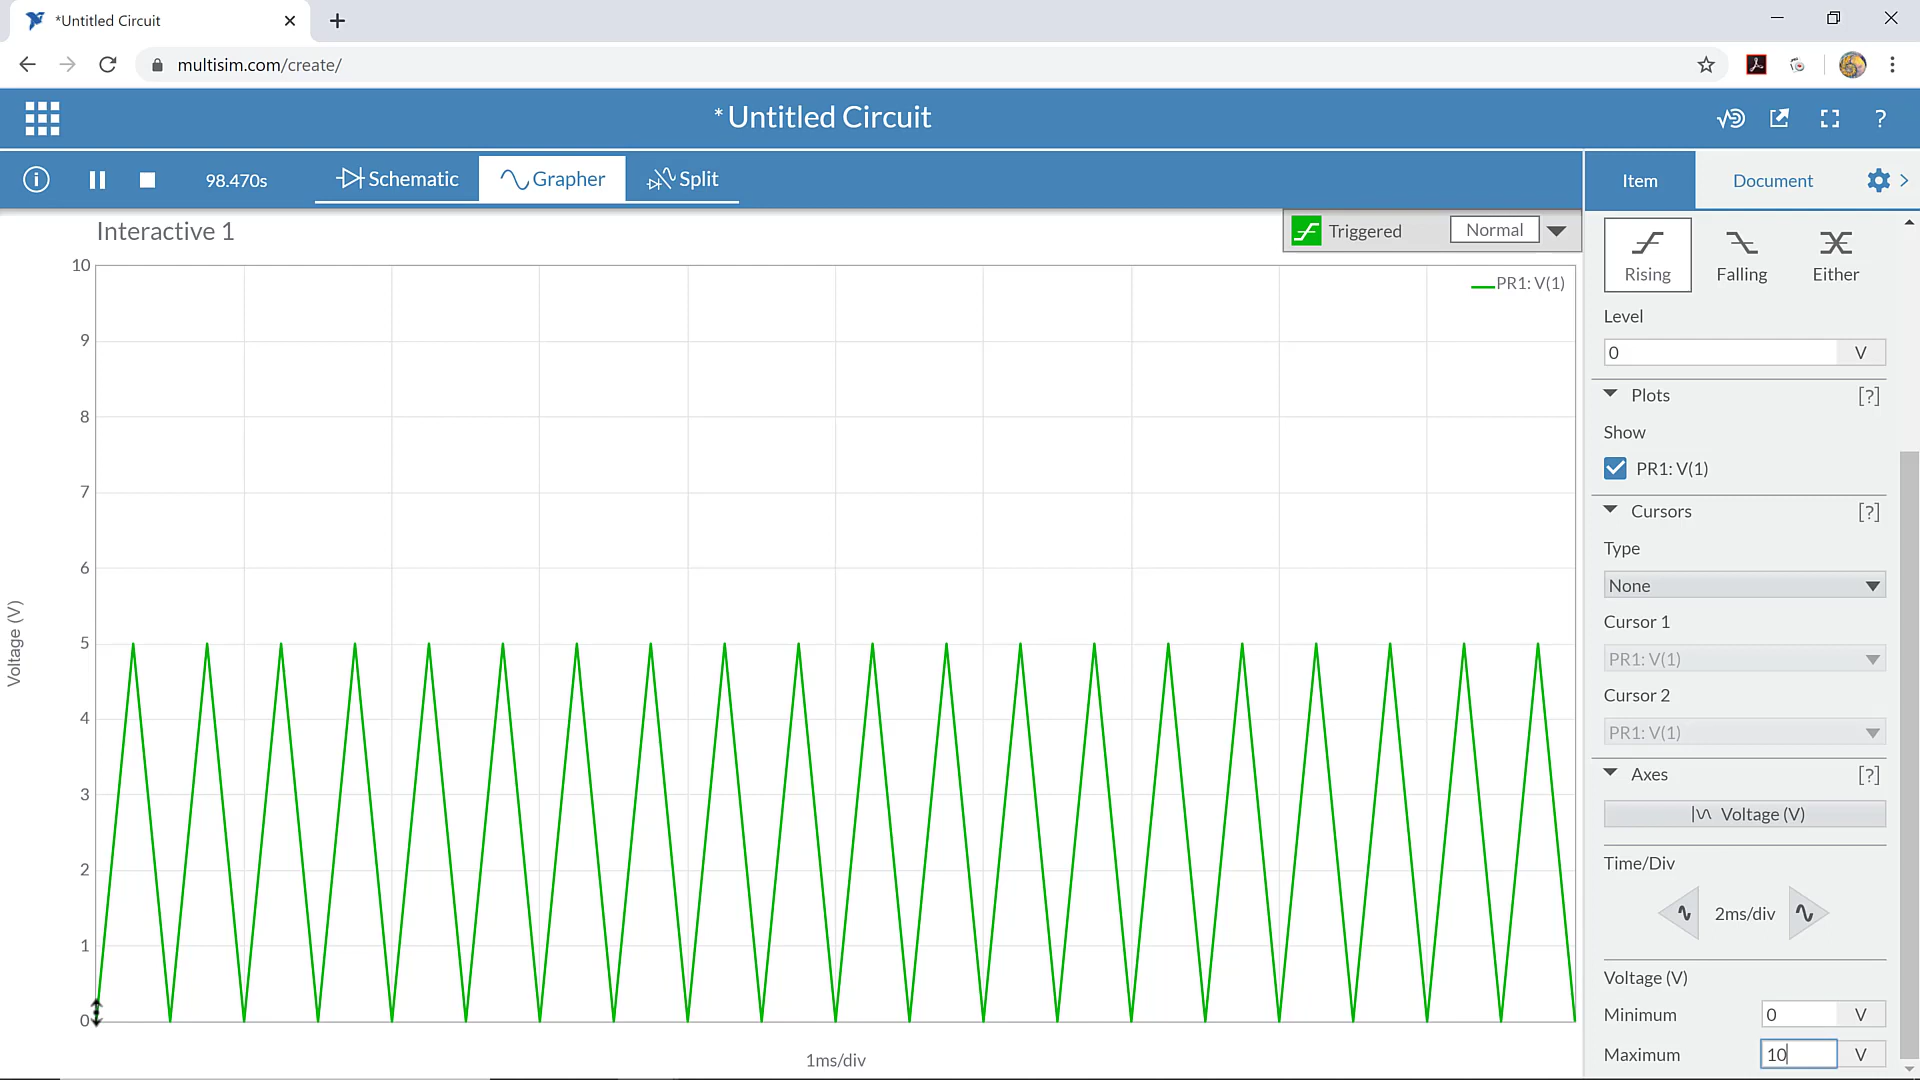 *Untitled Circuit
multisim.com/create/
*Untitled Circuit
?
98.470s
Schematic
Grapher
Split
Item
Document
Interactive 1
Triggered
Normal
PR1: V(1)
10
9
8
7
6
5
4
3
2
1
0
Voltage (V)
1ms/div
Rising
Falling
Either
Level
0 V
Plots [?]
Show
PR1: V(1)
Cursors [?]
Type
None
Cursor 1
PR1: V(1)
Cursor 2
PR1: V(1)
Axes [?]
Voltage (V)
Time/Div
2ms/div
Voltage (V)
Minimum 0 V
Maximum 10 V